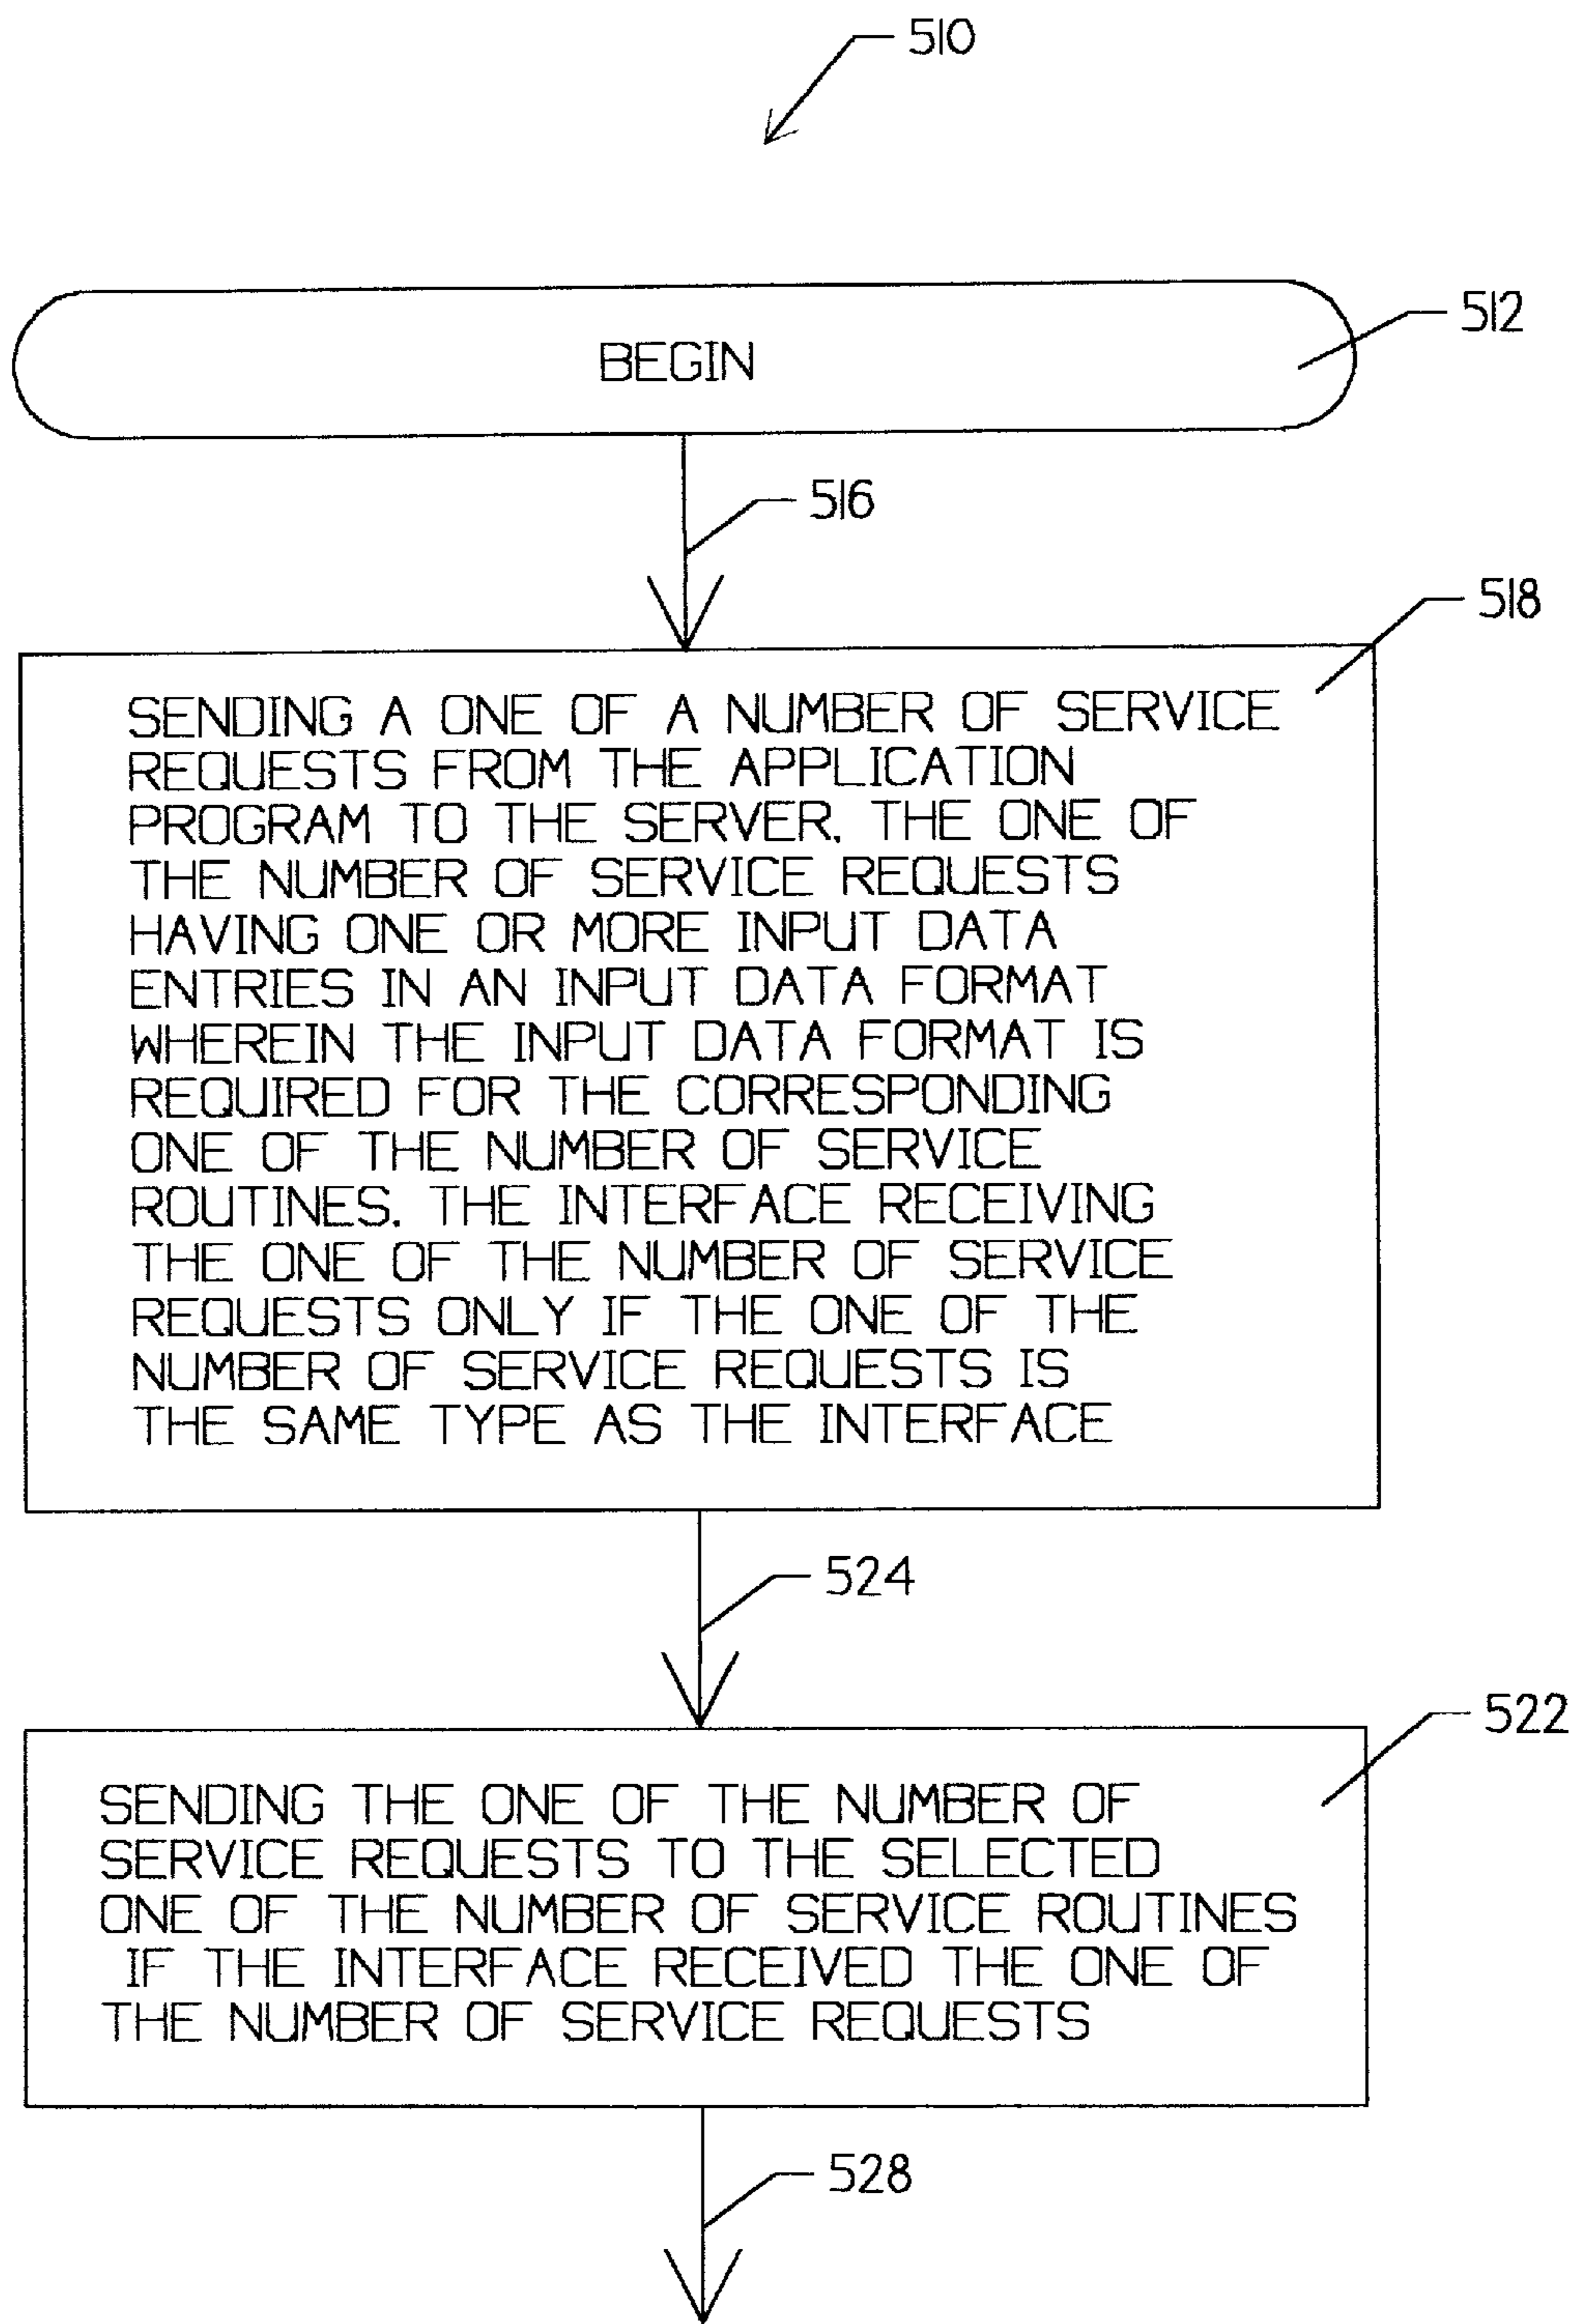 510
BEGIN
512
516
518
SENDING A ONE OF A NUMBER OF SERVICE
REQUESTS FROM THE APPLICATION
PROGRAM TO THE SERVER. THE ONE OF
THE NUMBER OF SERVICE REQUESTS
HAVING ONE OR MORE INPUT DATA
ENTRIES IN AN INPUT DATA FORMAT
WHEREIN THE INPUT DATA FORMAT IS
REQUIRED FOR THE CORRESPONDING
ONE OF THE NUMBER OF SERVICE
ROUTINES. THE INTERFACE RECEIVING
THE ONE OF THE NUMBER OF SERVICE
REQUESTS ONLY IF THE ONE OF THE
NUMBER OF SERVICE REQUESTS IS
THE SAME TYPE AS THE INTERFACE
524
522
SENDING THE ONE OF THE NUMBER OF
SERVICE REQUESTS TO THE SELECTED
ONE OF THE NUMBER OF SERVICE ROUTINES
IF THE INTERFACE RECEIVED THE ONE OF
THE NUMBER OF SERVICE REQUESTS
528